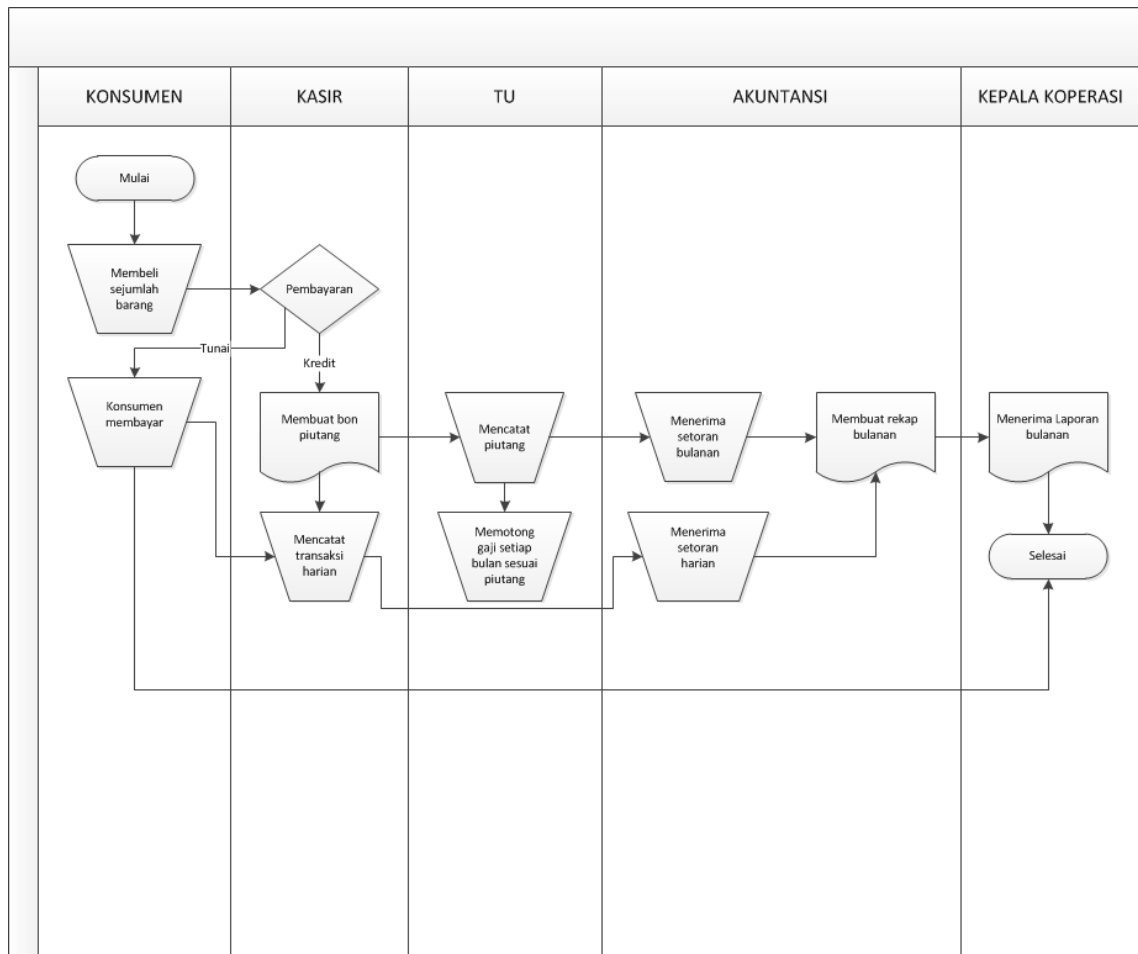 KONSUMEN
KASIR
TU
AKUNTANSI
KEPALA KOPERASI
Mulai
Membeli
sejumlah
barang
Pembayaran
Tunai
Kredit
Konsumen
membayar
Membuat bon
piutang
Mencatat
piutang
Menerima
setoran
bulanan
Membuat rekap
bulanan
Menerima Laporan
bulanan
Mencatat
transaksi
harian
Memotong
gaji setiap
bulan sesuai
piutang
Menerima
setoran
harian
Selesai